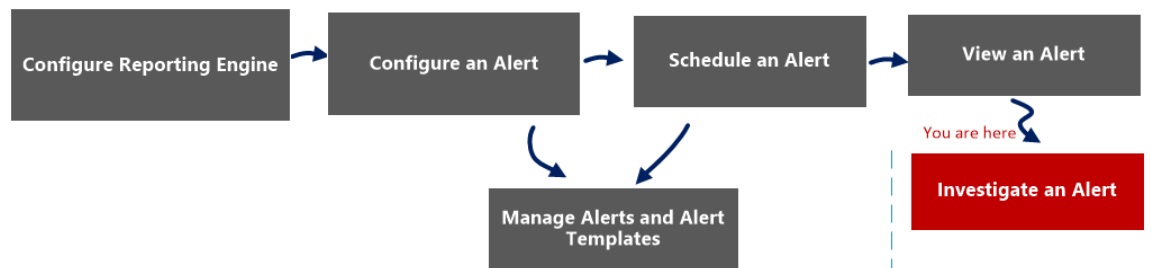 Configure Reporting Engine
Configure an Alert
Schedule an Alert
View an Alert
You are here
Investigate an Alert
Manage Alerts and Alert
Templates